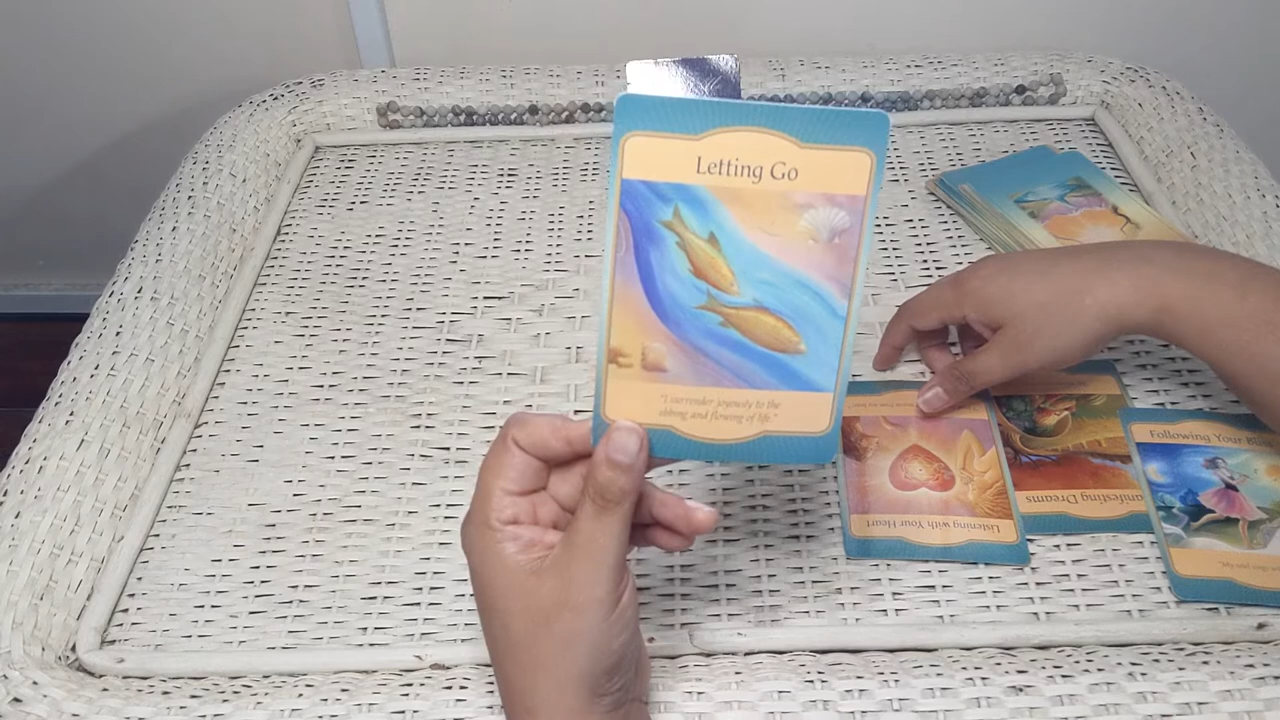 Letting Go
"I surrender joyously to the
ebbing and flowing of life."
Listening with Your Heart
Manifesting Dreams
Following Your